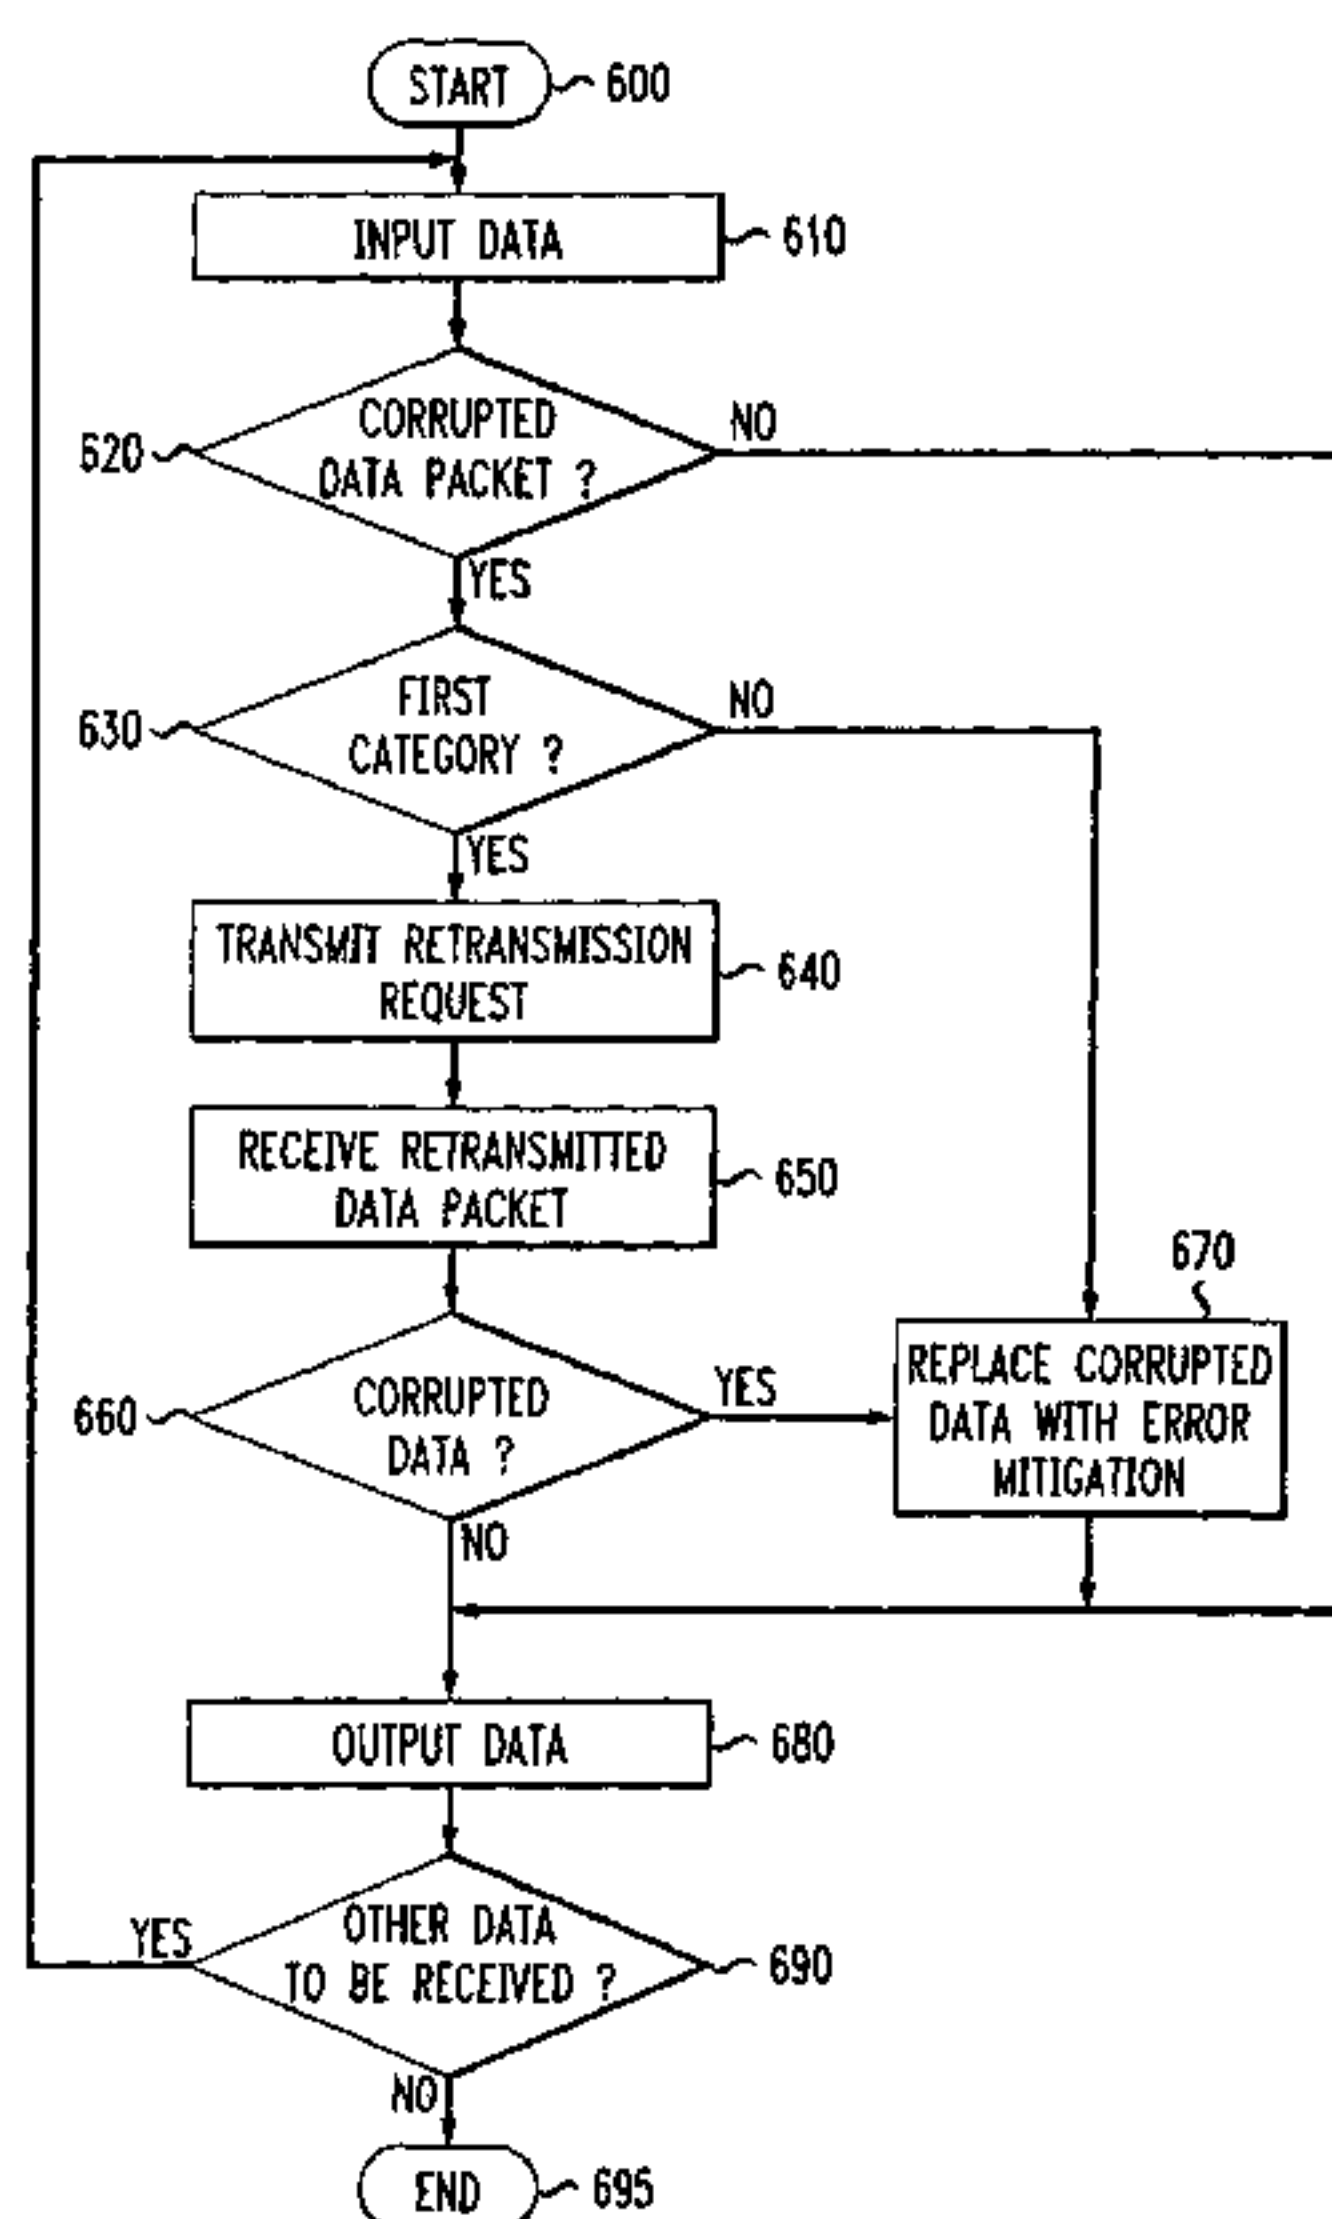 START
600
INPUT DATA
610
CORRUPTED
DATA PACKET ?
620
NO
YES
FIRST
CATEGORY ?
630
NO
YES
TRANSMIT RETRANSMISSION
REQUEST
640
RECEIVE RETRANSMITTED
DATA PACKET
650
CORRUPTED
DATA ?
660
YES
NO
670
REPLACE CORRUPTED
DATA WITH ERROR
MITIGATION
OUTPUT DATA
680
OTHER DATA
TO BE RECEIVED ?
690
YES
NO
END
695